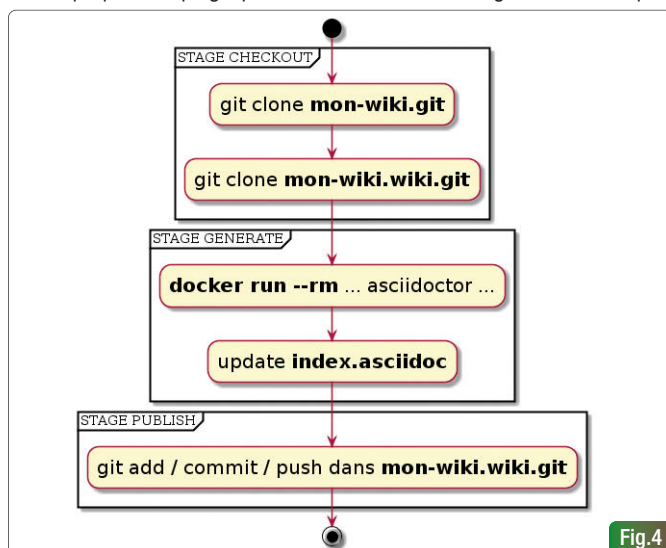 STAGE CHECKOUT
git clone mon-wiki.git
git clone mon-wiki.wiki.git
STAGE GENERATE
docker run --rm ... asciidoctor ...
update index.asciidoc
STAGE PUBLISH
git add / commit / push dans mon-wiki.wiki.git
Fig.4